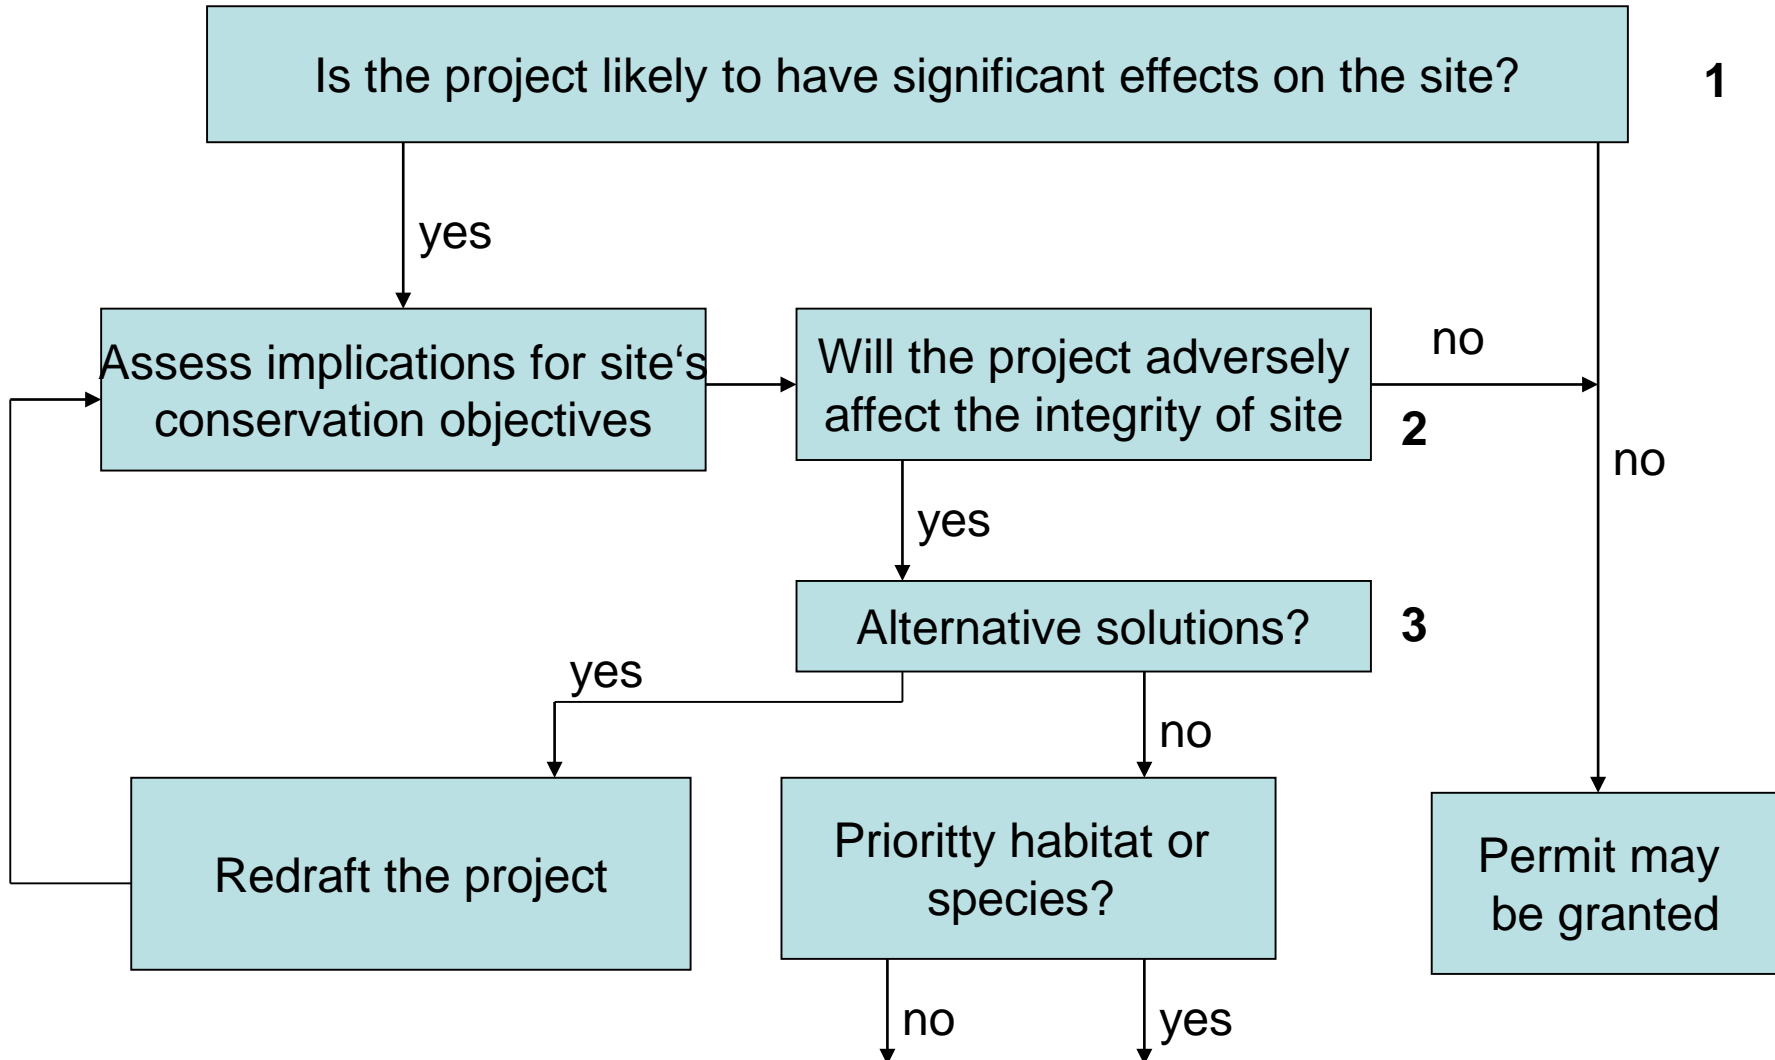 Is the project likely to have significant effects on the site?
1
yes
Assess implications for site‘s
conservation objectives
Will the project adversely
affect the integrity of site
no
2
no
yes
Alternative solutions?
3
yes
no
Redraft the project
Prioritty habitat or
species?
Permit may
be granted
no
yes